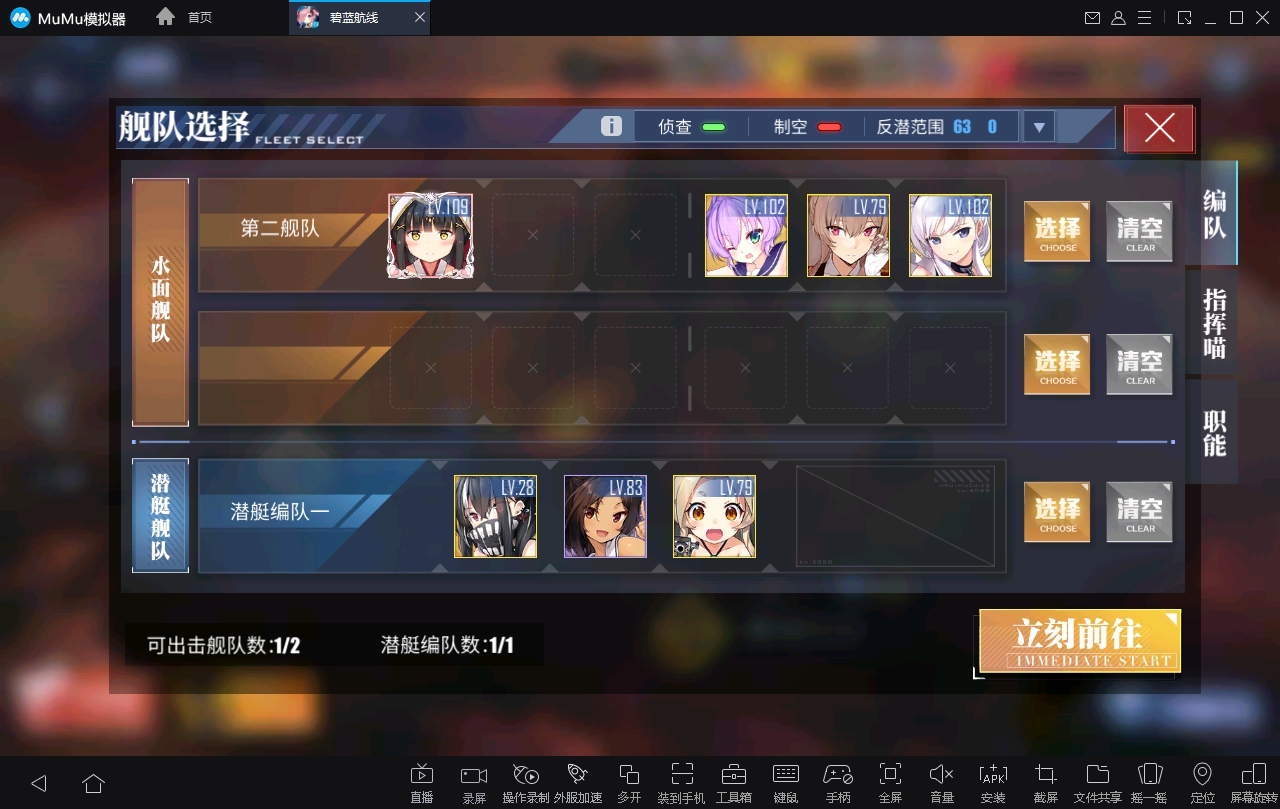 MuMu模拟器
首页
碧蓝航线
舰队选择
FLEET SELECT
侦查
制空
反潜范围 63 0
水面舰队
第二舰队
LV.109
LV.102
LV.79
LV.102
选择
CHOOSE
清空
CLEAR
选择
CHOOSE
清空
CLEAR
编队
指挥喵
职能
潜艇舰队
潜艇编队一
LV.28
LV.83
LV.79
选择
CHOOSE
清空
CLEAR
可出击舰队数:1/2
潜艇编队数:1/1
立刻前往
IMMEDIATE START
直播
录屏
操作录制
外服加速
多开
装到手机
工具箱
键鼠
手柄
全屏
音量
APK
安装
截屏
文件共享
摇一摇
定位
屏幕旋转